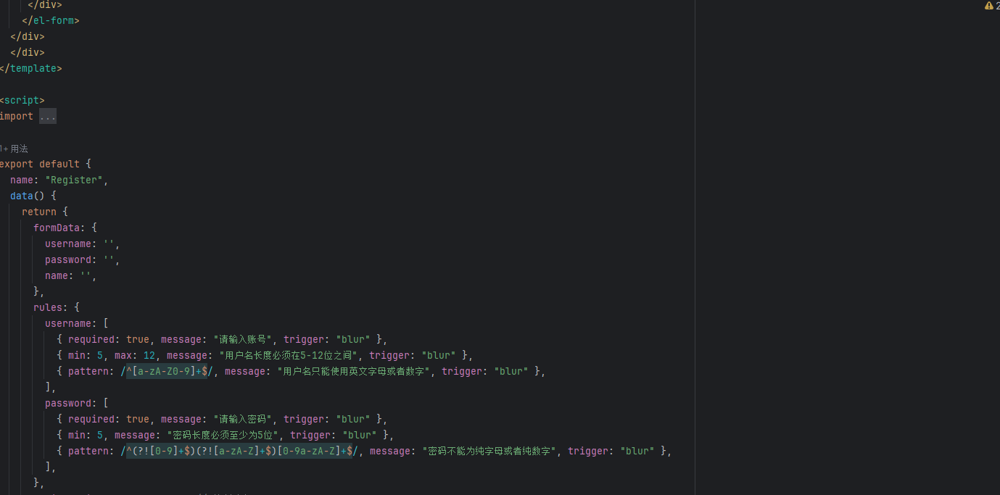 </div>
</el-form>
</div>
</div>
</template>
<script>
import ...
1+ 用法
export default {
name: "Register",
data() {
return {
formData: {
username: '',
password: '',
name: '',
},
rules: {
username: [
{ required: true, message: "请输入账号", trigger: "blur" },
{ min: 5, max: 12, message: "用户名长度必须在5-12位之间", trigger: "blur" },
{ pattern: /^[a-zA-Z0-9]+$/, message: "用户名只能使用英文字母或者数字", trigger: "blur" },
],
password: [
{ required: true, message: "请输入密码", trigger: "blur" },
{ min: 5, message: "密码长度必须至少为5位", trigger: "blur" },
{ pattern: /^(?![0-9]+$)(?![a-zA-Z]+$)[0-9a-zA-Z]+$/, message: "密码不能为纯字母或者纯数字", trigger: "blur" },
],
},